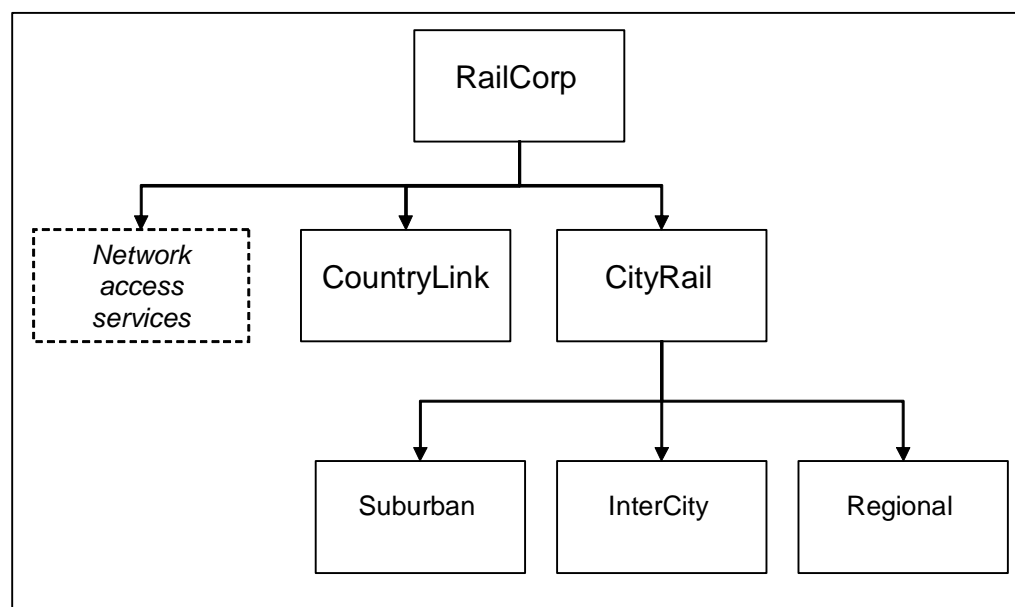 RailCorp
Network
access
services
CountryLink
CityRail
Suburban
InterCity
Regional